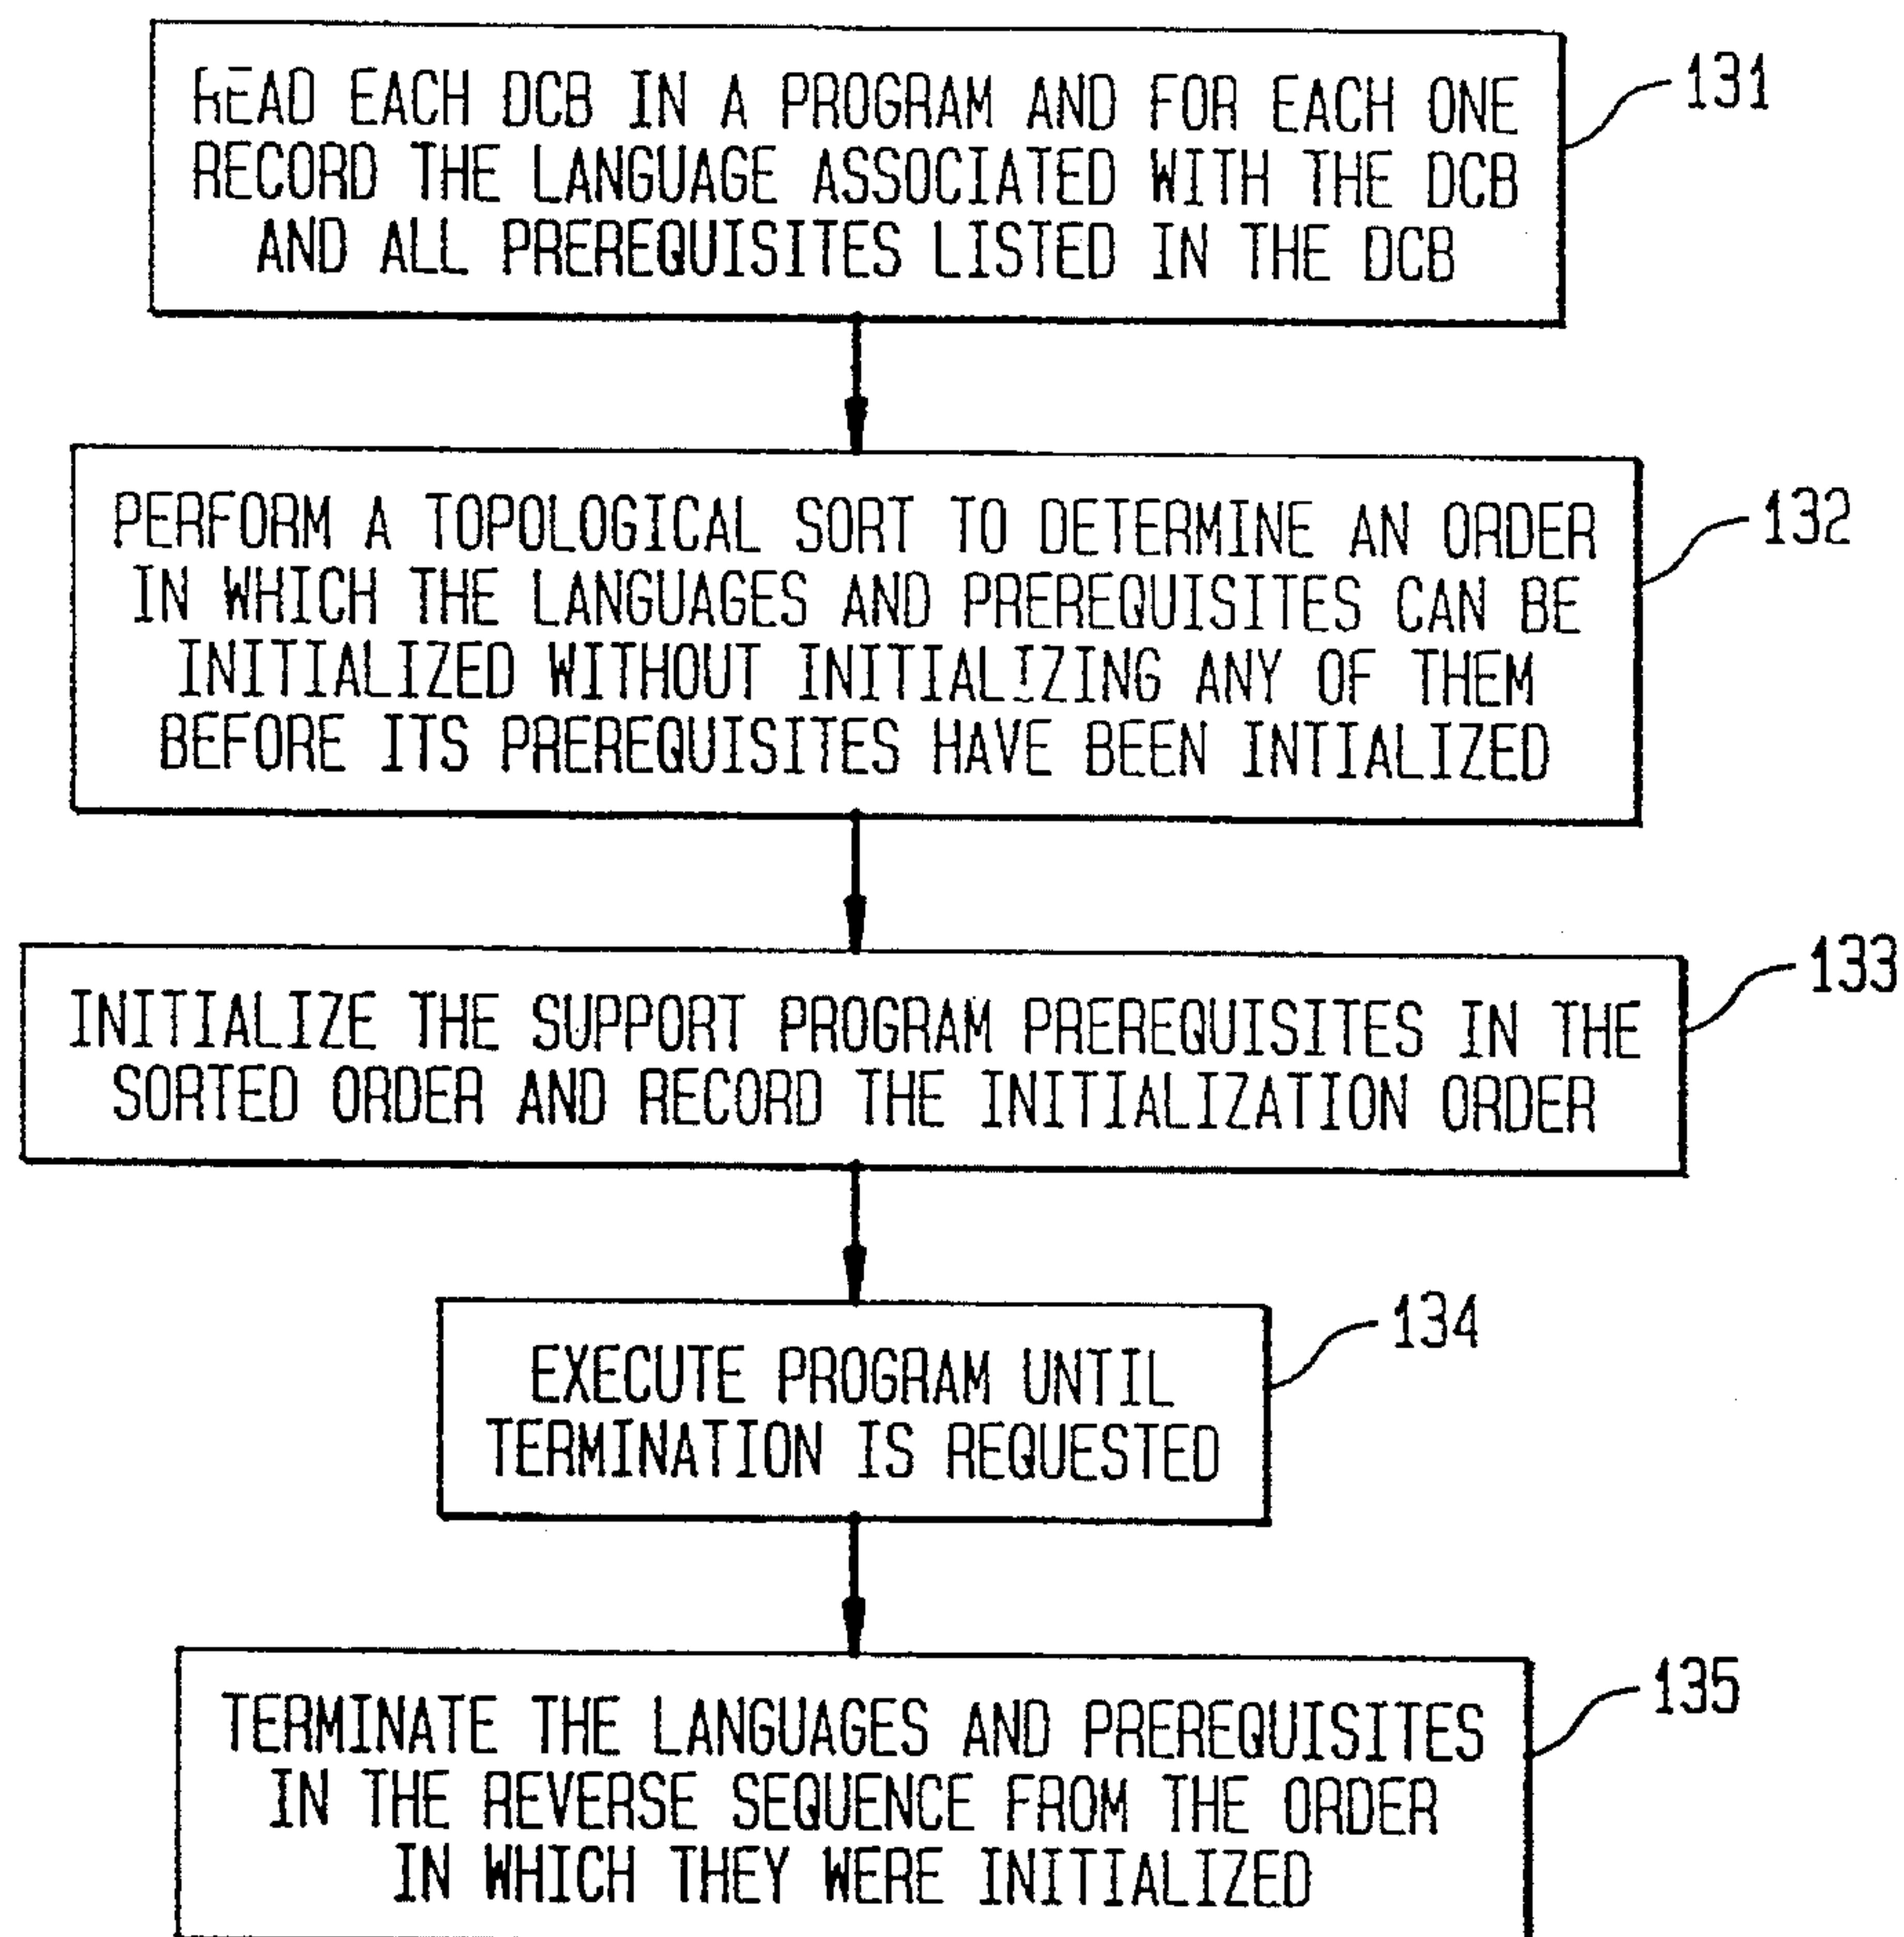 READ EACH DCB IN A PROGRAM AND FOR EACH ONE
RECORD THE LANGUAGE ASSOCIATED WITH THE DCB
AND ALL PREREQUISITES LISTED IN THE DCB
131
PERFORM A TOPOLOGICAL SORT TO DETERMINE AN ORDER
IN WHICH THE LANGUAGES AND PREREQUISITES CAN BE
INITIALIZED WITHOUT INITIALIZING ANY OF THEM
BEFORE ITS PREREQUISITES HAVE BEEN INTIALIZED
132
INITIALIZE THE SUPPORT PROGRAM PREREQUISITES IN THE
SORTED ORDER AND RECORD THE INITIALIZATION ORDER
133
EXECUTE PROGRAM UNTIL
TERMINATION IS REQUESTED
134
TERMINATE THE LANGUAGES AND PREREQUISITES
IN THE REVERSE SEQUENCE FROM THE ORDER
IN WHICH THEY WERE INITIALIZED
135